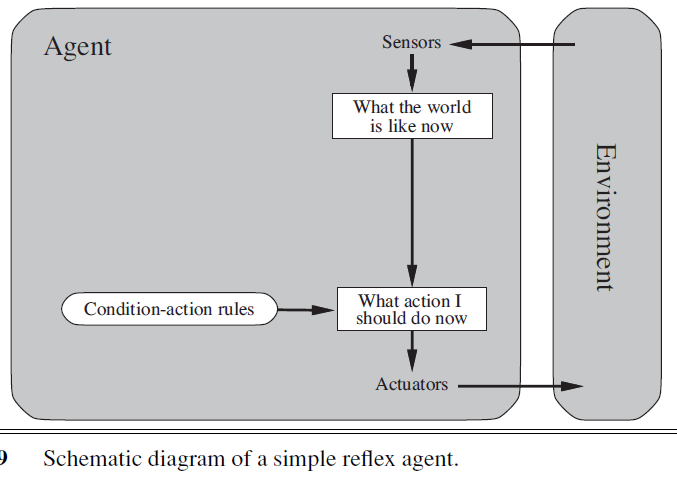 Agent
Sensors
What the world
is like now
Environment
Condition-action rules
What action I
should do now
Actuators
9 Schematic diagram of a simple reflex agent.